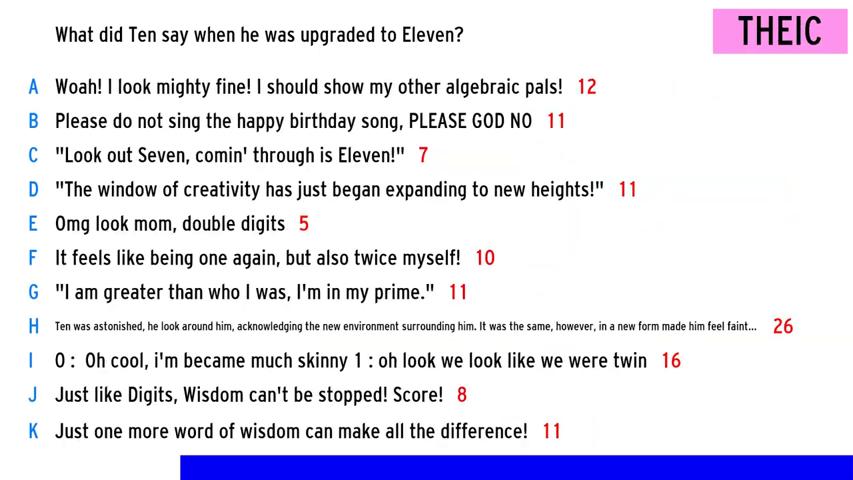 What did Ten say when he was upgraded to Eleven?
THEIC
A Woah! I look mighty fine! I should show my other algebraic pals! 12
B Please do not sing the happy birthday song, PLEASE GOD NO 11
C "Look out Seven, comin' through is Eleven!" 7
D "The window of creativity has just began expanding to new heights!" 11
E Omg look mom, double digits 5
F It feels like being one again, but also twice myself! 10
G "I am greater than who I was, I'm in my prime." 11
H Ten was astonished, he look around him, acknowledging the new environment surrounding him. It was the same, however, in a new form made him feel faint... 26
I 0 : Oh cool, i'm became much skinny 1 : oh look we look like we were twin 16
J Just like Digits, Wisdom can't be stopped! Score! 8
K Just one more word of wisdom can make all the difference! 11